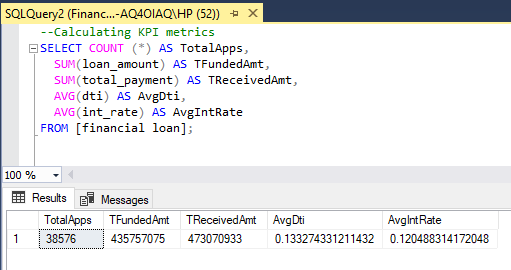 SQLQuery2 (Financ...-AQ4OIAQ\HP (52))
--Calculating KPI metrics
SELECT COUNT (*) AS TotalApps,
SUM(loan_amount) AS TFundedAmt,
SUM(total_payment) AS TReceivedAmt,
AVG(dti) AS AvgDti,
AVG(int_rate) AS AvgIntRate
FROM [financial loan];
100 %
Results Messages
TotalApps TFundedAmt TReceivedAmt AvgDti AvgIntRate
1 38576 435757075 473070933 0.133274331211432 0.120488314172048